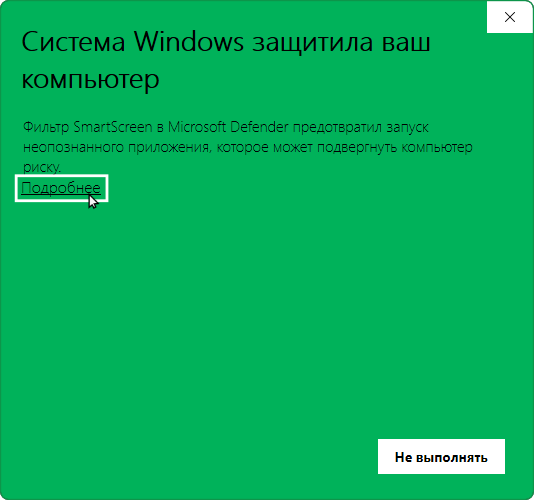 Система Windows защитила ваш
компьютер
Фильтр SmartScreen в Microsoft Defender предотвратил запуск
неопознанного приложения, которое может подвергнуть компьютер
риску.
Подробнее
Не выполнять